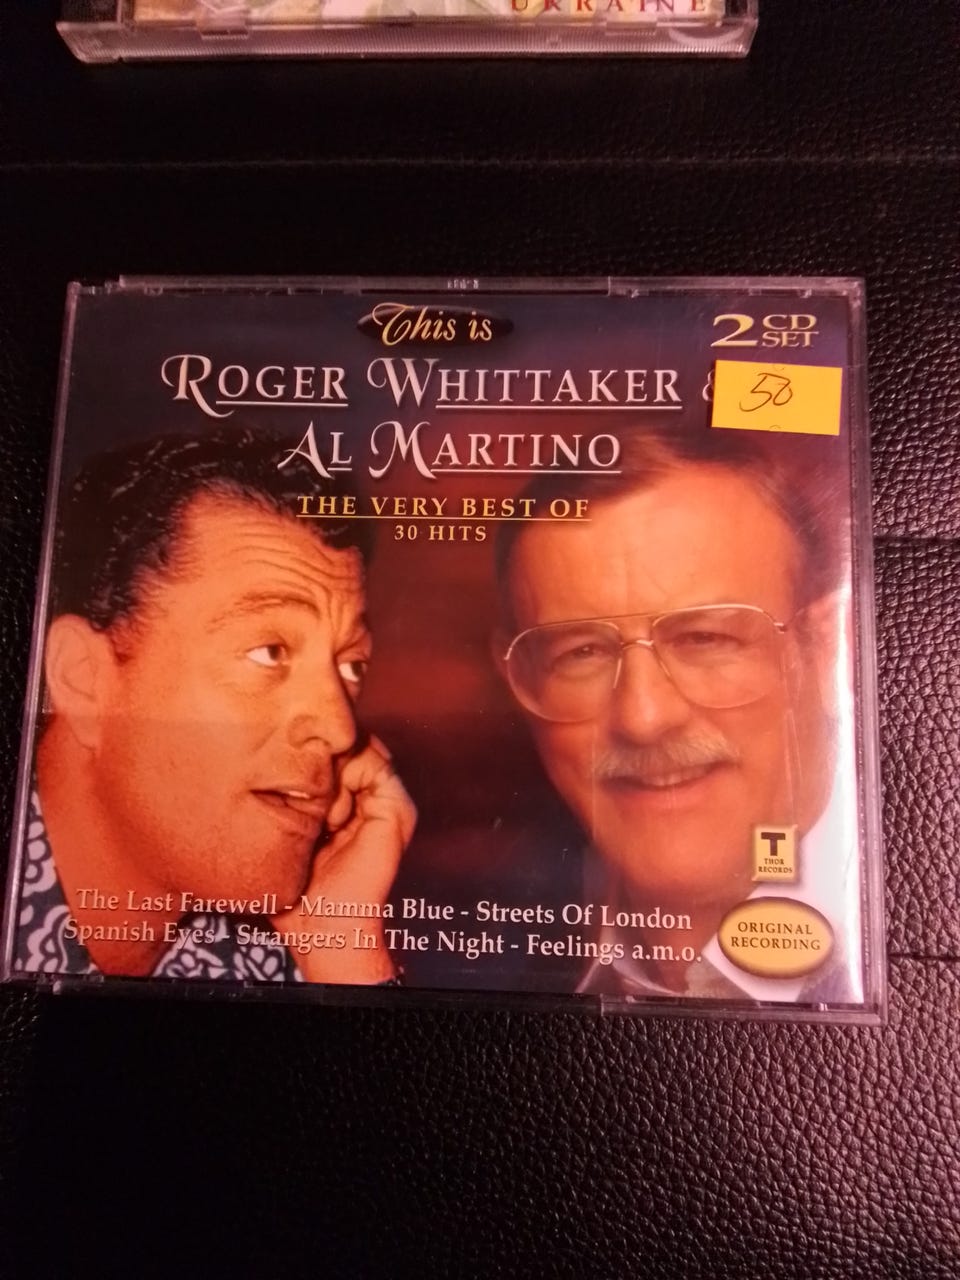 UKRAINE
This is
2 CD SET
ROGER WHITTAKER &
50
AL MARTINO
THE VERY BEST OF
30 HITS
T
THOR
RECORDS
The Last Farewell - Mamma Blue - Streets Of London
Spanish Eyes - Strangers In The Night - Feelings a.m.o.
ORIGINAL
RECORDING